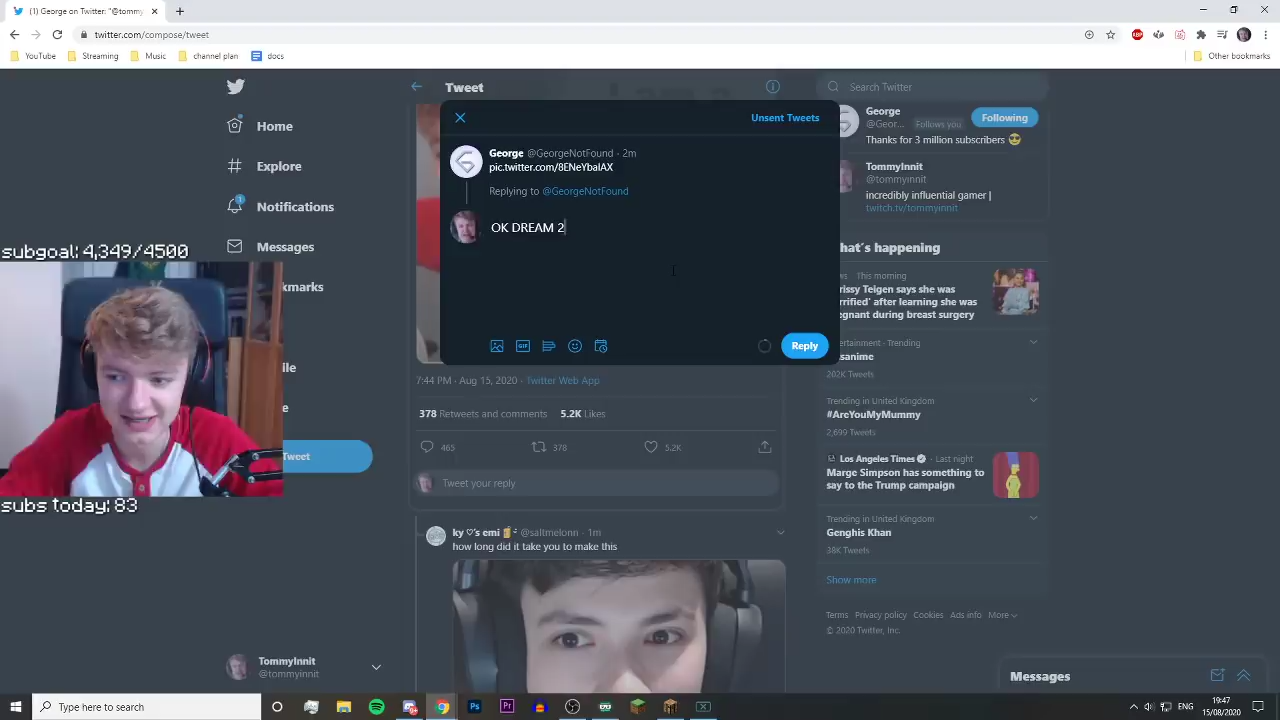 (1) George on Twitter: "@tommy
twitter.com/compose/tweet
YouTube
Streaming
Music
channel plan
docs
Other bookmarks
Tweet
Search Twitter
Unsent Tweets
George @GeorgeNotFound · 2m
pic.twitter.com/8ENeYbaIAX
Replying to @GeorgeNotFound
OK DREAM 2
Reply
Home
Explore
Notifications
1
Messages
kmarks
Tweet
subgoal: 4,349/4500
subs today: 83
7:44 PM · Aug 15, 2020 · Twitter Web App
378 Retweets and comments 5.2K Likes
465 378 5.2K
Tweet your reply
ky ♡'s emi @saltmelonn · 1m
how long did it take you to make this
George
@Geor... Follows you
Following
Thanks for 3 million subscribers 😎
TommyInnit
@tommyinnit
incredibly influential gamer |
twitch.tv/tommyinnit
hat's happening
ws · This morning
rissy Teigen says she was
rrified' after learning she was
egnant during breast surgery
ertainment · Trending
asanime
202K Tweets
Trending in United Kingdom
#AreYouMyMummy
2,699 Tweets
Los Angeles Times · Last night
Marge Simpson has something to
say to the Trump campaign
Trending in United Kingdom
Genghis Khan
38K Tweets
Show more
Terms Privacy policy Cookies Ads info More
© 2020 Twitter, Inc.
TommyInnit
@tommyinnit
Messages
Type here to search
ENG
19:47
15/08/2020